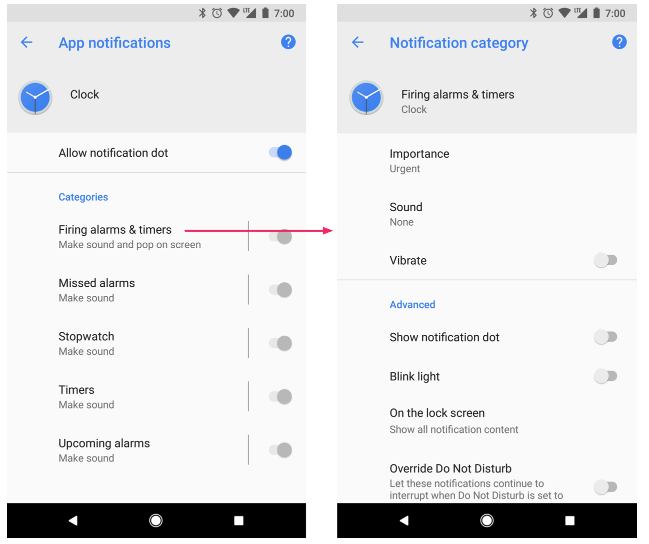 LTE 7:00
App notifications ?
Clock
Allow notification dot
Categories
Firing alarms & timers
Make sound and pop on screen
Missed alarms
Make sound
Stopwatch
Make sound
Timers
Make sound
Upcoming alarms
Make sound
LTE 7:00
Notification category ?
Firing alarms & timers
Clock
Importance
Urgent
Sound
None
Vibrate
Advanced
Show notification dot
Blink light
On the lock screen
Show all notification content
Override Do Not Disturb
Let these notifications continue to
interrupt when Do Not Disturb is set to